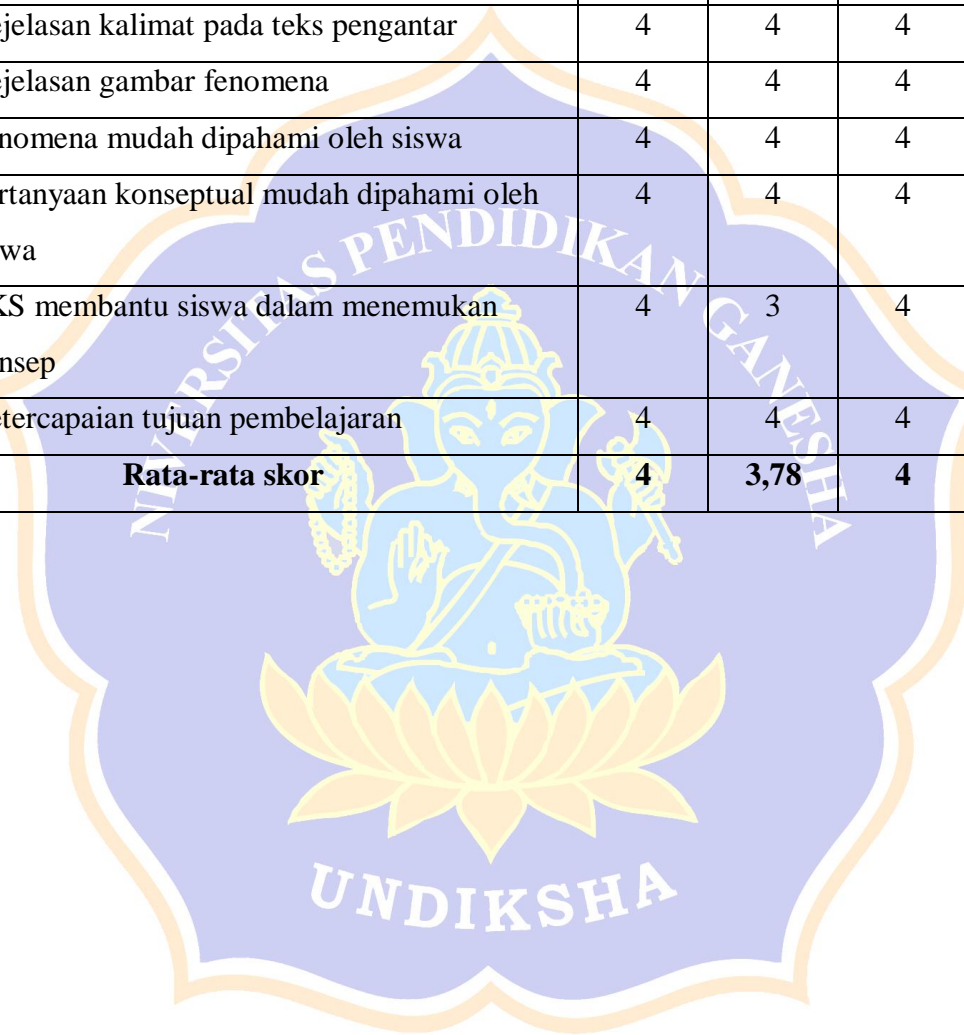 ejelasan kalimat pada teks pengantar 4 4 4
ejelasan gambar fenomena 4 4 4
nomena mudah dipahami oleh siswa 4 4 4
rtanyaan konseptual mudah dipahami oleh 4 4 4
wa
KS membantu siswa dalam menemukan 4 3 4
nsep
etercapaian tujuan pembelajaran 4 4 4
Rata-rata skor 4 3,78 4
NIVERSITAS PENDIDIKAN GANESHA
UNDIKSHA